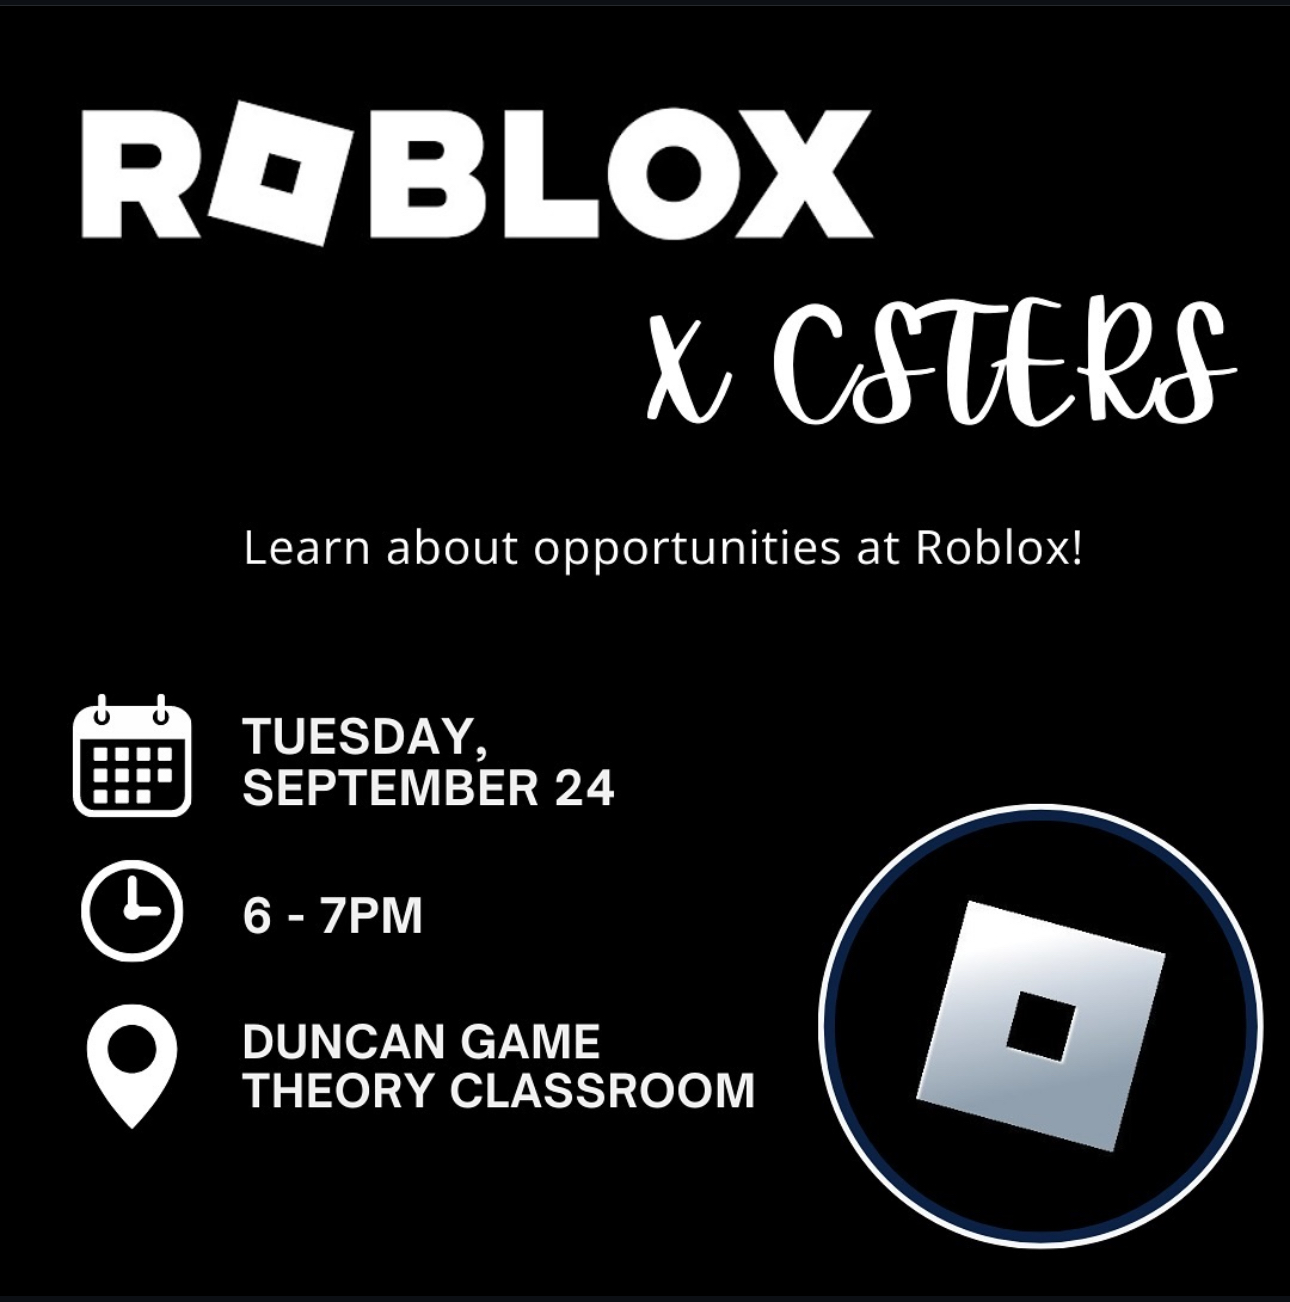 ROBLOX
X CSTERS
Learn about opportunities at Roblox!
TUESDAY,
SEPTEMBER 24
6 - 7PM
DUNCAN GAME
THEORY CLASSROOM